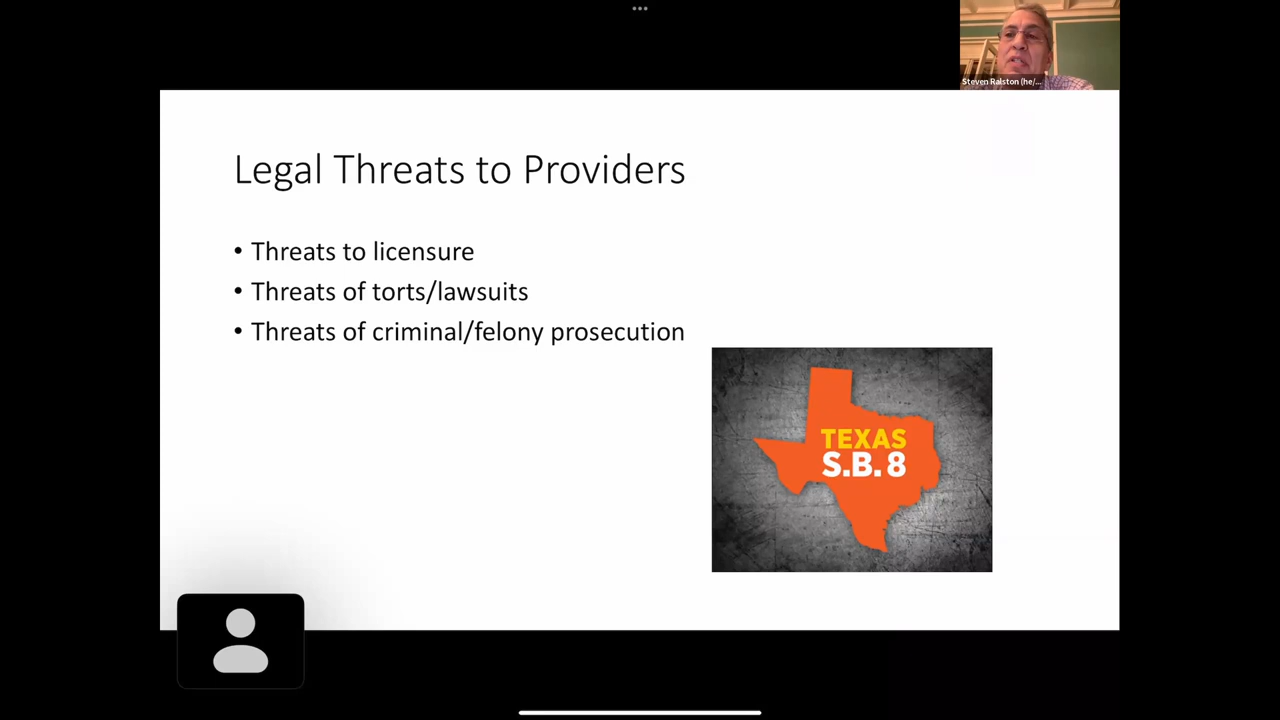 Steven Ralston (he/...
Legal Threats to Providers
• Threats to licensure
• Threats of torts/lawsuits
• Threats of criminal/felony prosecution
TEXAS
S.B. 8